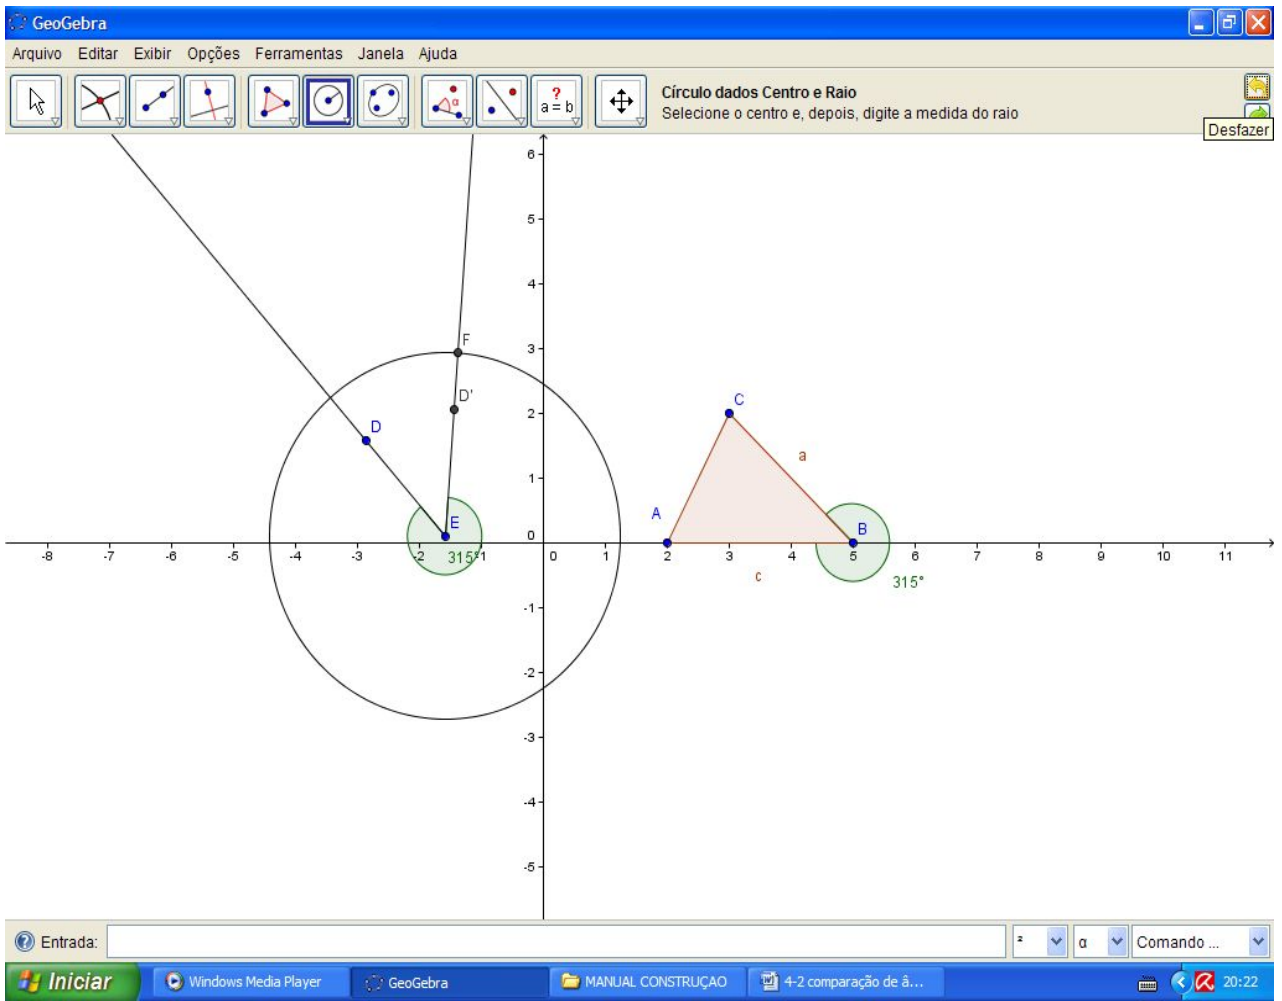 GeoGebra
Arquivo Editar Exibir Opções Ferramentas Janela Ajuda
α
?
a = b
Círculo dados Centro e Raio
Selecione o centro e, depois, digite a medida do raio
Desfazer
6
5
4
F
3
D'
2
C
D
a
1
A
E
B
0
-8 -7 -6 -5 -4 -3 -2 315° -1 0 1 2 3 4 5 6 7 8 9 10 11
c
315°
-1
-2
-3
-4
-5
Entrada: ² α Comando ...
Iniciar Windows Media Player GeoGebra MANUAL CONSTRUÇAO 4-2 comparação de â... 20:22